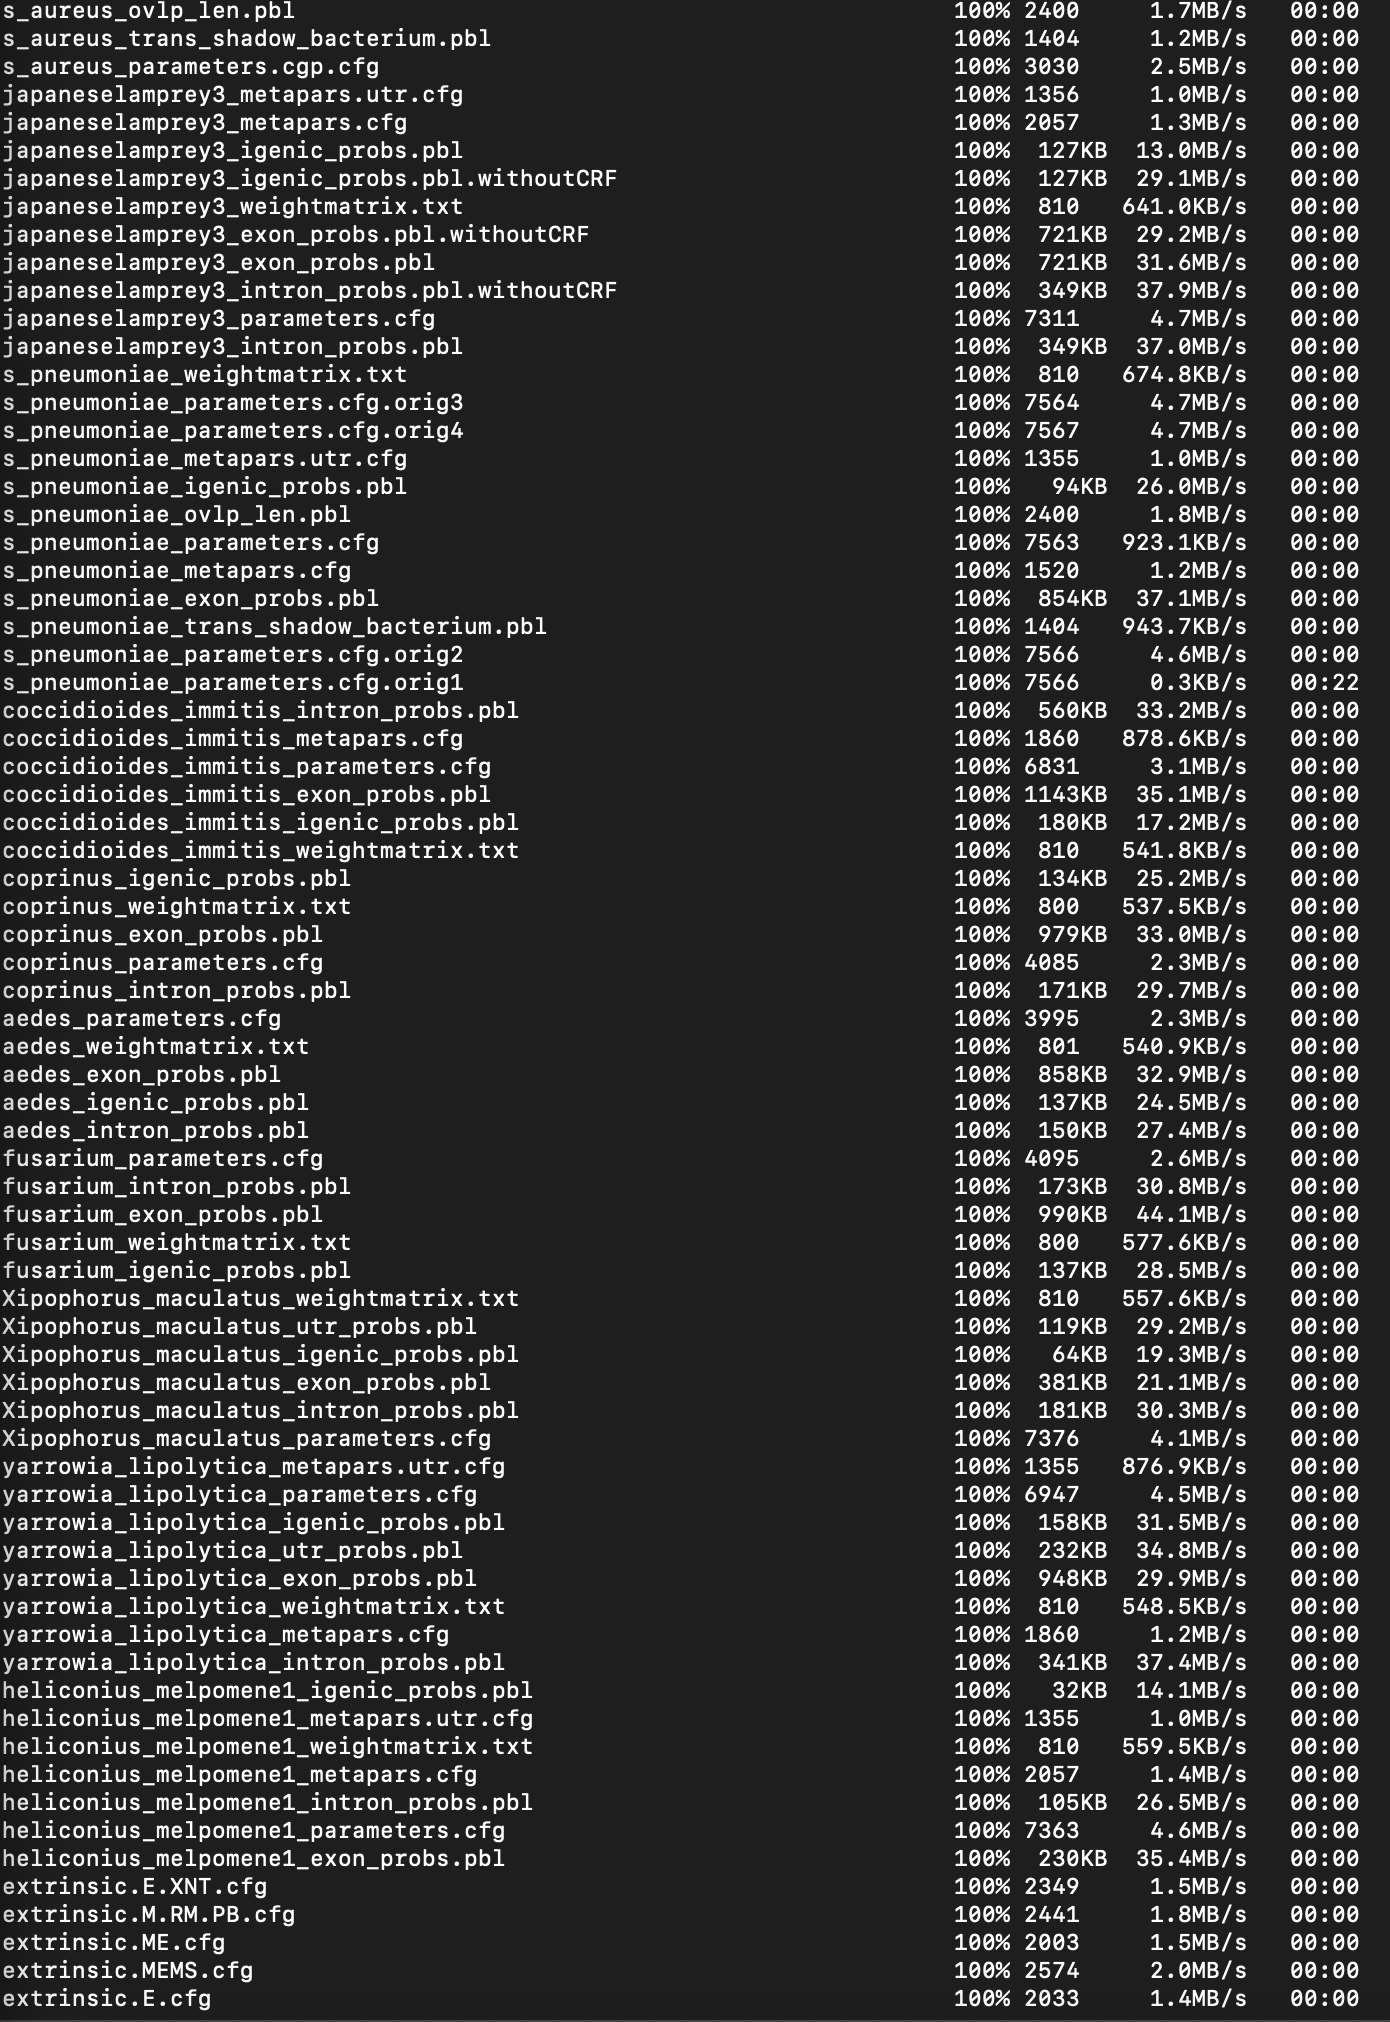 s_aureus_ovlp_len.pbl 100% 2400 1.7MB/s 00:00
s_aureus_trans_shadow_bacterium.pbl 100% 1404 1.2MB/s 00:00
s_aureus_parameters.cgp.cfg 100% 3030 2.5MB/s 00:00
japaneselamprey3_metapars.utr.cfg 100% 1356 1.0MB/s 00:00
japaneselamprey3_metapars.cfg 100% 2057 1.3MB/s 00:00
japaneselamprey3_igenic_probs.pbl 100% 127KB 13.0MB/s 00:00
japaneselamprey3_igenic_probs.pbl.withoutCRF 100% 127KB 29.1MB/s 00:00
japaneselamprey3_weightmatrix.txt 100% 810 641.0KB/s 00:00
japaneselamprey3_exon_probs.pbl.withoutCRF 100% 721KB 29.2MB/s 00:00
japaneselamprey3_exon_probs.pbl 100% 721KB 31.6MB/s 00:00
japaneselamprey3_intron_probs.pbl.withoutCRF 100% 349KB 37.9MB/s 00:00
japaneselamprey3_parameters.cfg 100% 7311 4.7MB/s 00:00
japaneselamprey3_intron_probs.pbl 100% 349KB 37.0MB/s 00:00
s_pneumoniae_weightmatrix.txt 100% 810 674.8KB/s 00:00
s_pneumoniae_parameters.cfg.orig3 100% 7564 4.7MB/s 00:00
s_pneumoniae_parameters.cfg.orig4 100% 7567 4.7MB/s 00:00
s_pneumoniae_metapars.utr.cfg 100% 1355 1.0MB/s 00:00
s_pneumoniae_igenic_probs.pbl 100% 94KB 26.0MB/s 00:00
s_pneumoniae_ovlp_len.pbl 100% 2400 1.8MB/s 00:00
s_pneumoniae_parameters.cfg 100% 7563 923.1KB/s 00:00
s_pneumoniae_metapars.cfg 100% 1520 1.2MB/s 00:00
s_pneumoniae_exon_probs.pbl 100% 854KB 37.1MB/s 00:00
s_pneumoniae_trans_shadow_bacterium.pbl 100% 1404 943.7KB/s 00:00
s_pneumoniae_parameters.cfg.orig2 100% 7566 4.6MB/s 00:00
s_pneumoniae_parameters.cfg.orig1 100% 7566 0.3KB/s 00:22
coccidioides_immitis_intron_probs.pbl 100% 560KB 33.2MB/s 00:00
coccidioides_immitis_metapars.cfg 100% 1860 878.6KB/s 00:00
coccidioides_immitis_parameters.cfg 100% 6831 3.1MB/s 00:00
coccidioides_immitis_exon_probs.pbl 100% 1143KB 35.1MB/s 00:00
coccidioides_immitis_igenic_probs.pbl 100% 180KB 17.2MB/s 00:00
coccidioides_immitis_weightmatrix.txt 100% 810 541.8KB/s 00:00
coprinus_igenic_probs.pbl 100% 134KB 25.2MB/s 00:00
coprinus_weightmatrix.txt 100% 800 537.5KB/s 00:00
coprinus_exon_probs.pbl 100% 979KB 33.0MB/s 00:00
coprinus_parameters.cfg 100% 4085 2.3MB/s 00:00
coprinus_intron_probs.pbl 100% 171KB 29.7MB/s 00:00
aedes_parameters.cfg 100% 3995 2.3MB/s 00:00
aedes_weightmatrix.txt 100% 801 540.9KB/s 00:00
aedes_exon_probs.pbl 100% 858KB 32.9MB/s 00:00
aedes_igenic_probs.pbl 100% 137KB 24.5MB/s 00:00
aedes_intron_probs.pbl 100% 150KB 27.4MB/s 00:00
fusarium_parameters.cfg 100% 4095 2.6MB/s 00:00
fusarium_intron_probs.pbl 100% 173KB 30.8MB/s 00:00
fusarium_exon_probs.pbl 100% 990KB 44.1MB/s 00:00
fusarium_weightmatrix.txt 100% 800 577.6KB/s 00:00
fusarium_igenic_probs.pbl 100% 137KB 28.5MB/s 00:00
Xipophorus_maculatus_weightmatrix.txt 100% 810 557.6KB/s 00:00
Xipophorus_maculatus_utr_probs.pbl 100% 119KB 29.2MB/s 00:00
Xipophorus_maculatus_igenic_probs.pbl 100% 64KB 19.3MB/s 00:00
Xipophorus_maculatus_exon_probs.pbl 100% 381KB 21.1MB/s 00:00
Xipophorus_maculatus_intron_probs.pbl 100% 181KB 30.3MB/s 00:00
Xipophorus_maculatus_parameters.cfg 100% 7376 4.1MB/s 00:00
yarrowia_lipolytica_metapars.utr.cfg 100% 1355 876.9KB/s 00:00
yarrowia_lipolytica_parameters.cfg 100% 6947 4.5MB/s 00:00
yarrowia_lipolytica_igenic_probs.pbl 100% 158KB 31.5MB/s 00:00
yarrowia_lipolytica_utr_probs.pbl 100% 232KB 34.8MB/s 00:00
yarrowia_lipolytica_exon_probs.pbl 100% 948KB 29.9MB/s 00:00
yarrowia_lipolytica_weightmatrix.txt 100% 810 548.5KB/s 00:00
yarrowia_lipolytica_metapars.cfg 100% 1860 1.2MB/s 00:00
yarrowia_lipolytica_intron_probs.pbl 100% 341KB 37.4MB/s 00:00
heliconius_melpomene1_igenic_probs.pbl 100% 32KB 14.1MB/s 00:00
heliconius_melpomene1_metapars.utr.cfg 100% 1355 1.0MB/s 00:00
heliconius_melpomene1_weightmatrix.txt 100% 810 559.5KB/s 00:00
heliconius_melpomene1_metapars.cfg 100% 2057 1.4MB/s 00:00
heliconius_melpomene1_intron_probs.pbl 100% 105KB 26.5MB/s 00:00
heliconius_melpomene1_parameters.cfg 100% 7363 4.6MB/s 00:00
heliconius_melpomene1_exon_probs.pbl 100% 230KB 35.4MB/s 00:00
extrinsic.E.XNT.cfg 100% 2349 1.5MB/s 00:00
extrinsic.M.RM.PB.cfg 100% 2441 1.8MB/s 00:00
extrinsic.ME.cfg 100% 2003 1.5MB/s 00:00
extrinsic.MEMS.cfg 100% 2574 2.0MB/s 00:00
extrinsic.E.cfg 100% 2033 1.4MB/s 00:00